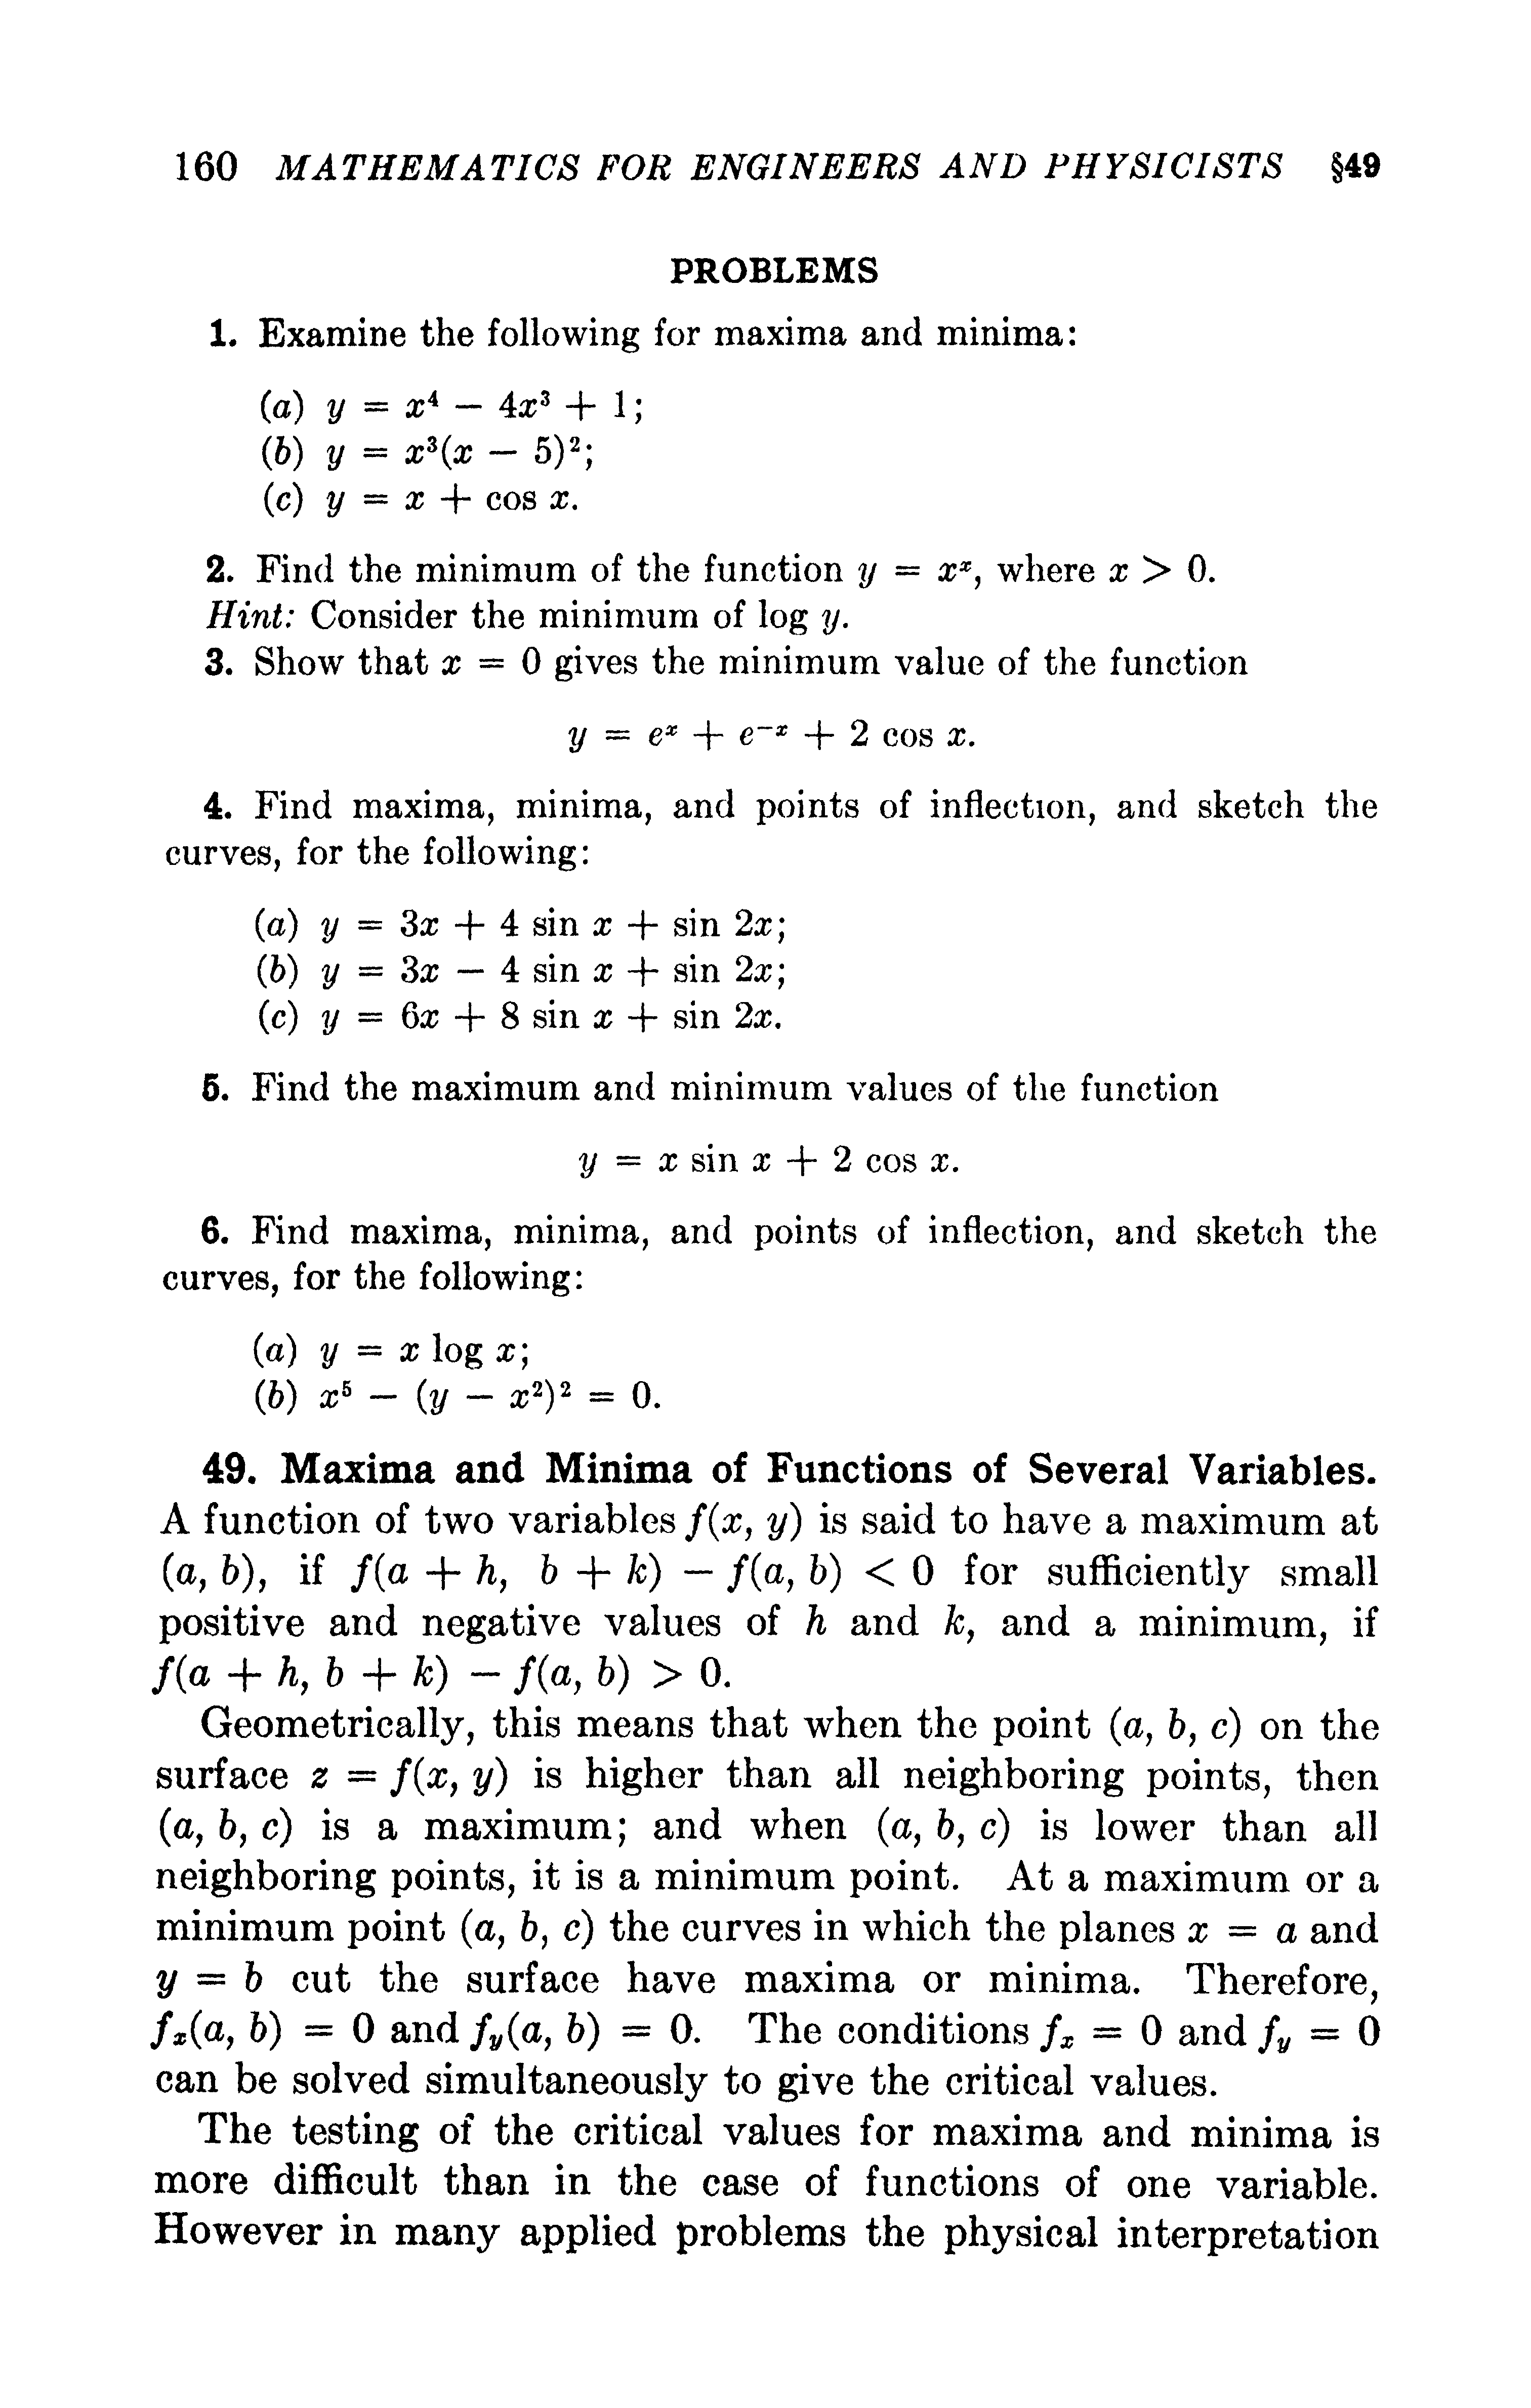 160 MATHEMATICS FOR ENGINEERS AND PHYSICISTS §49
PROBLEMS
1. Examine the following for maxima and minima:
(a) y = x⁴ − 4x³ + 1;
(b) y = x³(x − 5)²;
(c) y = x + cos x.
2. Find the minimum of the function y = xˣ, where x > 0.
Hint: Consider the minimum of log y.
3. Show that x = 0 gives the minimum value of the function
y = eˣ + e⁻ˣ + 2 cos x.
4. Find maxima, minima, and points of inflection, and sketch the
curves, for the following:
(a) y = 3x + 4 sin x + sin 2x;
(b) y = 3x − 4 sin x + sin 2x;
(c) y = 6x + 8 sin x + sin 2x.
5. Find the maximum and minimum values of the function
y = x sin x + 2 cos x.
6. Find maxima, minima, and points of inflection, and sketch the
curves, for the following:
(a) y = x log x;
(b) x⁵ − (y − x²)² = 0.
49. Maxima and Minima of Functions of Several Variables.
A function of two variables f(x, y) is said to have a maximum at
(a, b), if f(a + h, b + k) − f(a, b) < 0 for sufficiently small
positive and negative values of h and k, and a minimum, if
f(a + h, b + k) − f(a, b) > 0.
Geometrically, this means that when the point (a, b, c) on the
surface z = f(x, y) is higher than all neighboring points, then
(a, b, c) is a maximum; and when (a, b, c) is lower than all
neighboring points, it is a minimum point. At a maximum or a
minimum point (a, b, c) the curves in which the planes x = a and
y = b cut the surface have maxima or minima. Therefore,
fₓ(a, b) = 0 and f_y(a, b) = 0. The conditions fₓ = 0 and f_y = 0
can be solved simultaneously to give the critical values.
The testing of the critical values for maxima and minima is
more difficult than in the case of functions of one variable.
However in many applied problems the physical interpretation